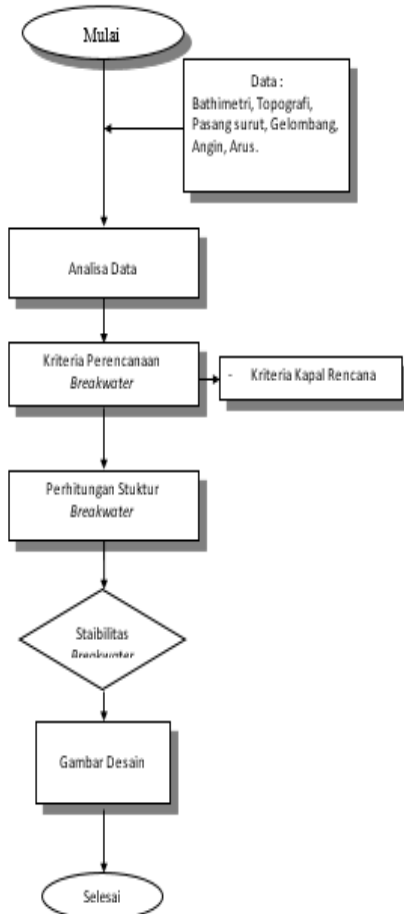 Mulai
Data :
Bathimetri, Topografi,
Pasang surut, Gelombang,
Angin, Arus.
Analisa Data
Kriteria Perencanaan
Breakwater
- Kriteria Kapal Rencana
Perhitungan Stuktur
Breakwater
Staibilitas
Breakwater
Gambar Desain
Selesai